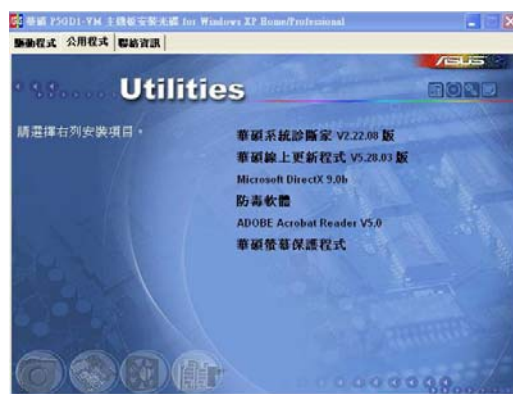 華碩 P5GD1-VM 主機板安裝光碟 for Windows XP Home/Professional
驅動程式 公用程式 聯絡資訊
ASUS
Utilities
請選擇右列安裝項目。
華碩系統診斷家 V2.22.08 版
華碩線上更新程式 V5.28.03 版
Microsoft DirectX 9.0b
防毒軟體
ADOBE Acrobat Reader V5.0
華碩螢幕保護程式